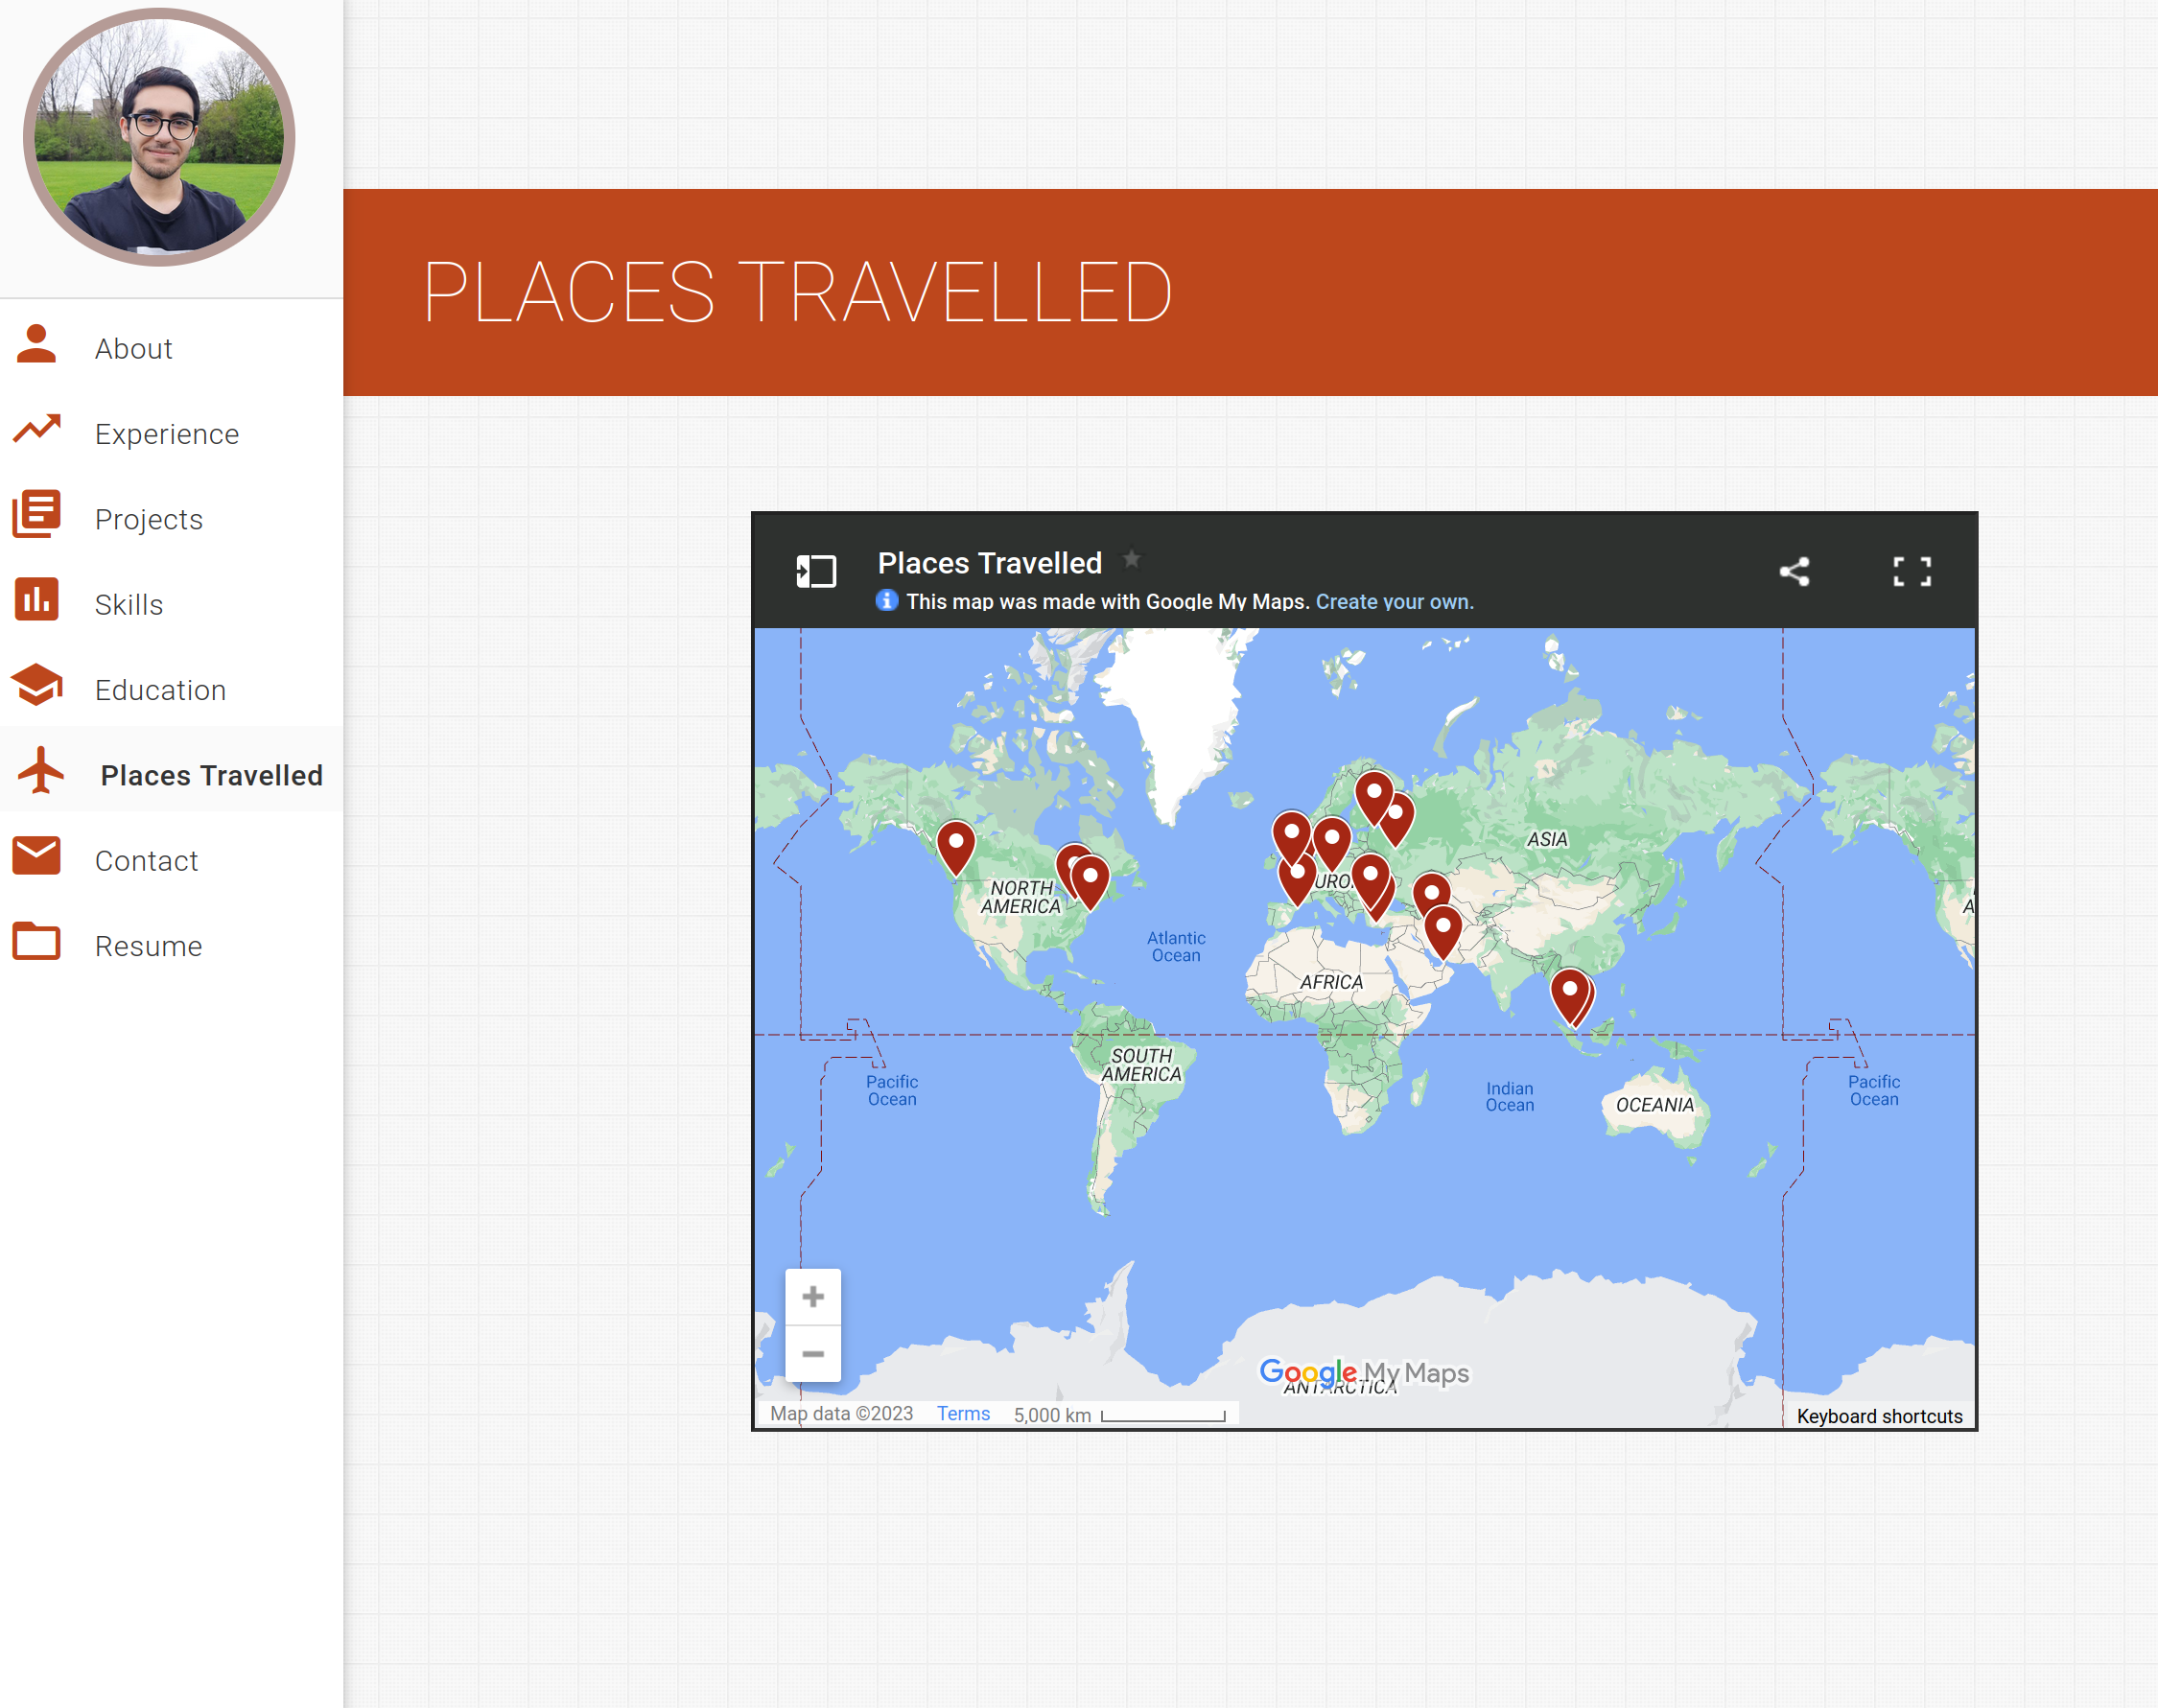 About
Experience
Projects
Skills
Education
Places Travelled
Contact
Resume
PLACES TRAVELLED
Places Travelled
This map was made with Google My Maps. Create your own.
ASIA
NORTH
AMERICA
Atlantic
Ocean
AFRICA
SOUTH
AMERICA
Pacific
Ocean
Indian
Ocean
OCEANIA
Pacific
Ocean
Google My Maps
ANTARCTICA
Map data ©2023
Terms
5,000 km
Keyboard shortcuts